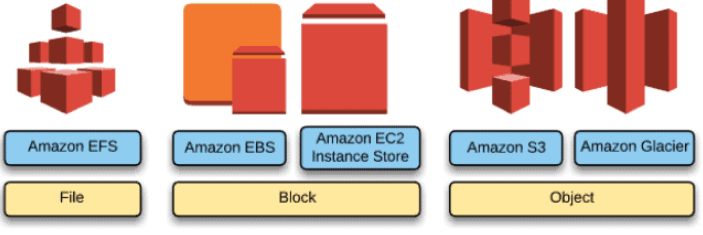 Amazon EFS
Amazon EBS
Amazon EC2
Instance Store
Amazon S3
Amazon Glacier
File
Block
Object